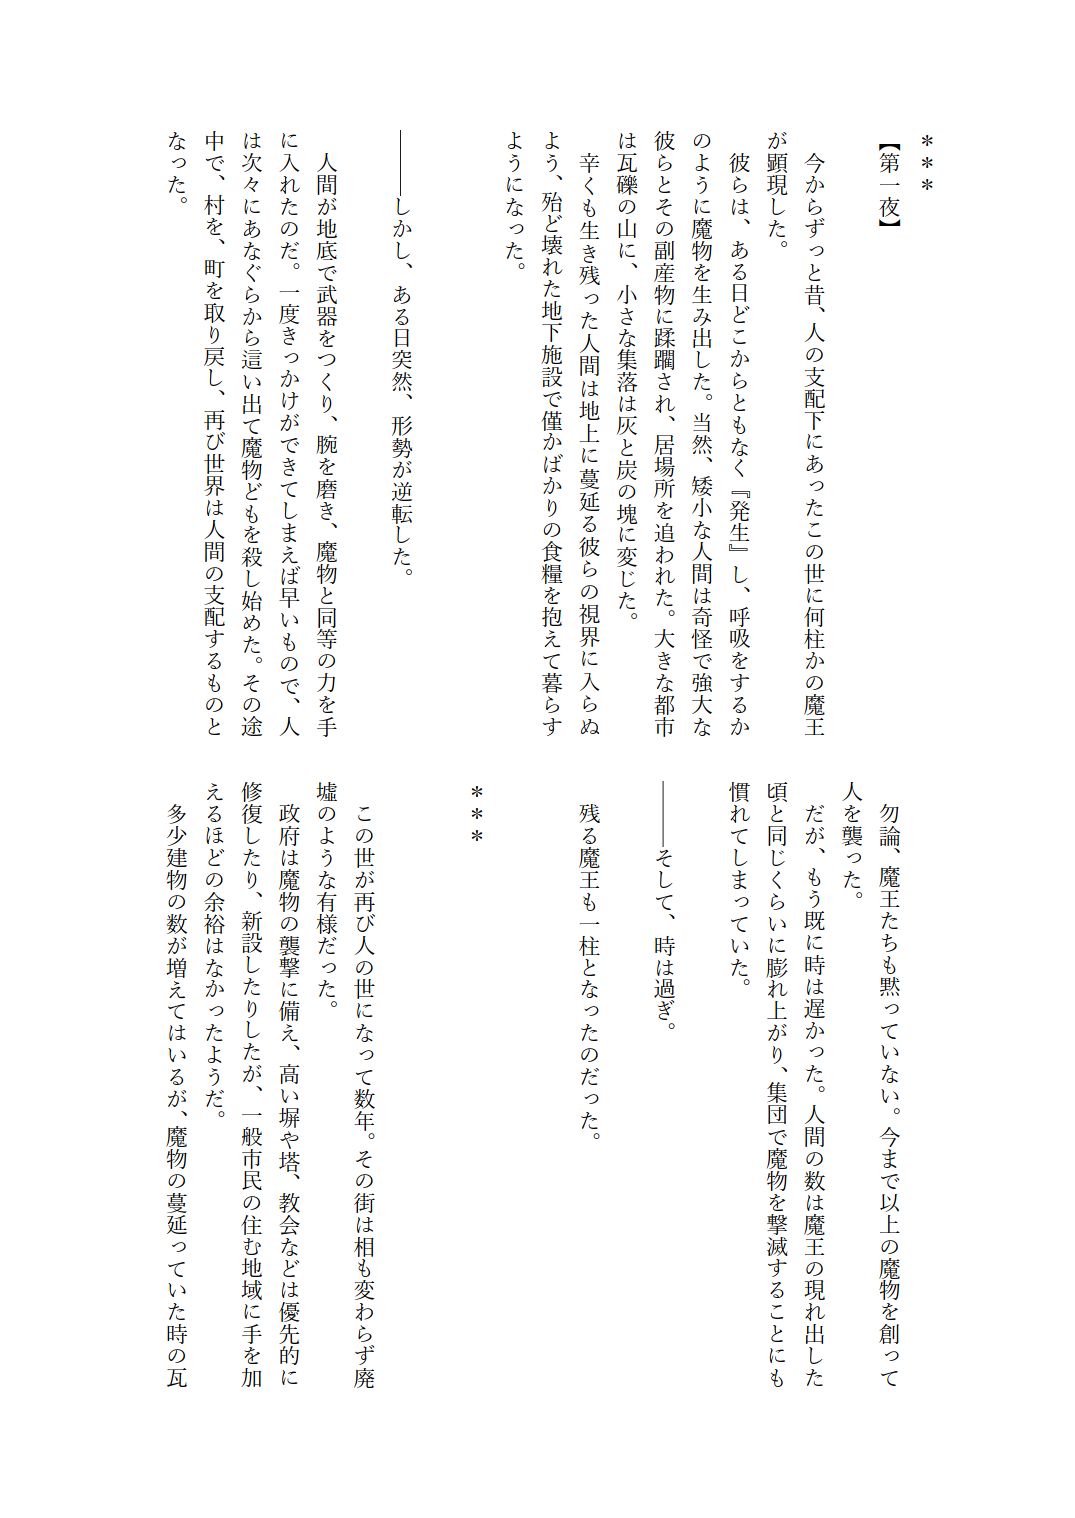 ＊＊＊
【第一夜】
　今からずっと昔、人の支配下にあったこの世に何柱かの魔王
が顕現した。
　彼らは、ある日どこからともなく『発生』し、呼吸をするか
のように魔物を生み出した。当然、矮小な人間は奇怪で強大な
彼らとその副産物に蹂躙され、居場所を追われた。大きな都市
は瓦礫の山に、小さな集落は灰と炭の塊に変じた。
　辛くも生き残った人間は地上に蔓延る彼らの視界に入らぬ
よう、殆ど壊れた地下施設で僅かばかりの食糧を抱えて暮らす
ようになった。
―――しかし、ある日突然、形勢が逆転した。
　人間が地底で武器をつくり、腕を磨き、魔物と同等の力を手
に入れたのだ。一度きっかけができてしまえば早いもので、人
は次々にあなぐらから這い出て魔物どもを殺し始めた。その途
中で、村を、町を取り戻し、再び世界は人間の支配するものと
なった。
　勿論、魔王たちも黙っていない。今まで以上の魔物を創って
人を襲った。
　だが、もう既に時は遅かった。人間の数は魔王の現れ出した
頃と同じくらいに膨れ上がり、集団で魔物を撃滅することにも
慣れてしまっていた。
―――そして、時は過ぎ。
　残る魔王も一柱となったのだった。
＊＊＊
　この世が再び人の世になって数年。その街は相も変わらず廃
墟のような有様だった。
　政府は魔物の襲撃に備え、高い塀や塔、教会などは優先的に
修復したり、新設したりしたが、一般市民の住む地域に手を加
えるほどの余裕はなかったようだ。
　多少建物の数が増えてはいるが、魔物の蔓延っていた時の瓦